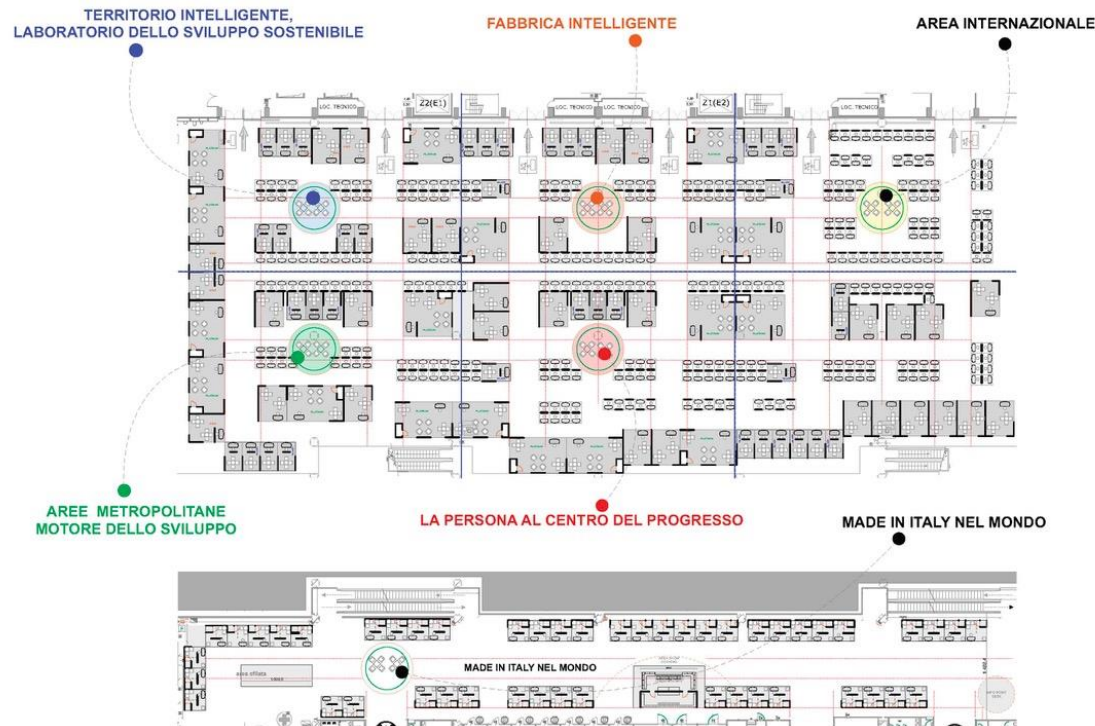 TERRITORIO INTELLIGENTE,
LABORATORIO DELLO SVILUPPO SOSTENIBILE
FABBRICA INTELLIGENTE
AREA INTERNAZIONALE
LOC. TECNICO
Z2(E1)
LOC. TECNICO
LOC. TECNICO
Z1(E2)
LOC. TECNICO
AREE METROPOLITANE
MOTORE DELLO SVILUPPO
LA PERSONA AL CENTRO DEL PROGRESSO
MADE IN ITALY NEL MONDO
MADE IN ITALY NEL MONDO
area sfilata